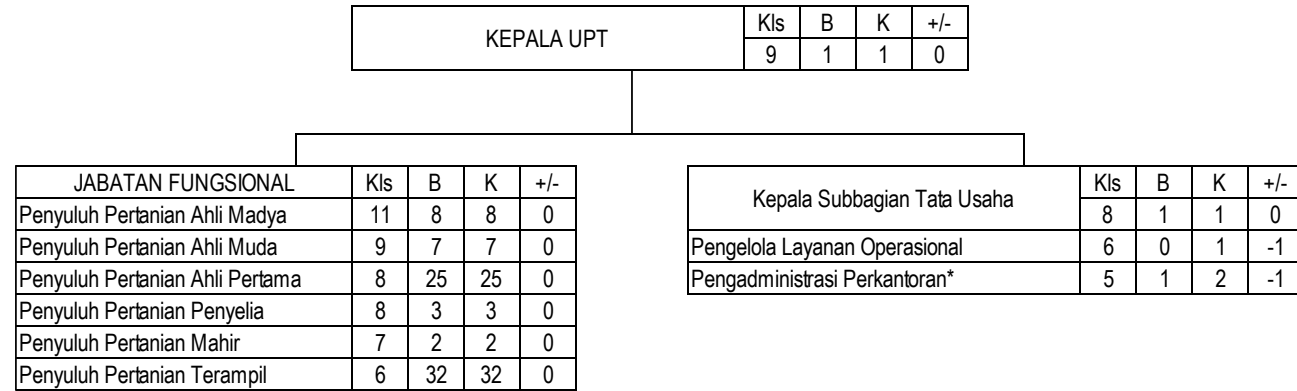 KEPALA UPT Kls B K +/-
9 1 1 0
JABATAN FUNGSIONAL Kls B K +/-
Penyuluh Pertanian Ahli Madya 11 8 8 0
Penyuluh Pertanian Ahli Muda 9 7 7 0
Penyuluh Pertanian Ahli Pertama 8 25 25 0
Penyuluh Pertanian Penyelia 8 3 3 0
Penyuluh Pertanian Mahir 7 2 2 0
Penyuluh Pertanian Terampil 6 32 32 0
Kepala Subbagian Tata Usaha Kls B K +/-
8 1 1 0
Pengelola Layanan Operasional 6 0 1 -1
Pengadministrasi Perkantoran* 5 1 2 -1